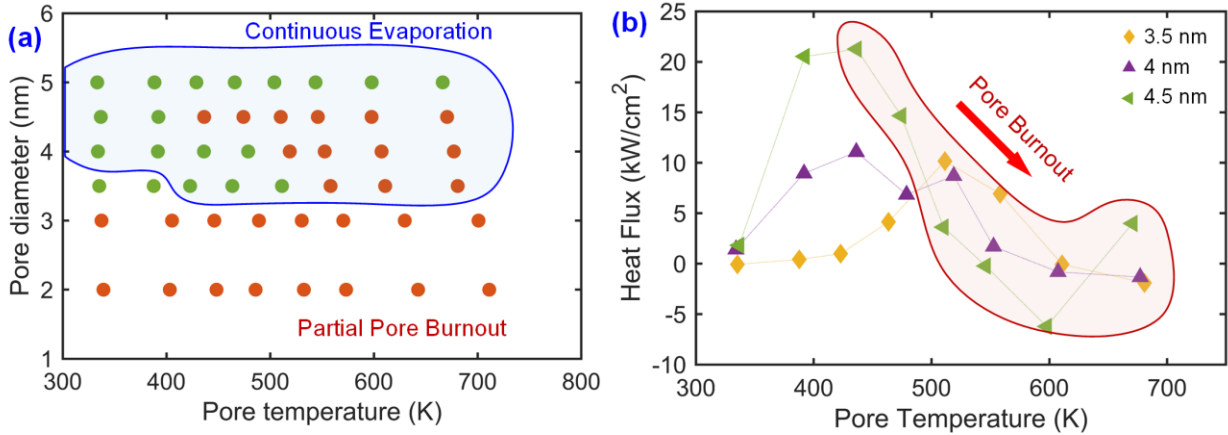 (a)
Continuous Evaporation
Pore diameter (nm)
6
5
4
3
2
1
Partial Pore Burnout
300 400 500 600 700 800
Pore temperature (K)
(b)
3.5 nm
4 nm
4.5 nm
Pore Burnout
Heat Flux (kW/cm²)
25
20
15
10
5
0
-5
-10
300 400 500 600 700
Pore Temperature (K)